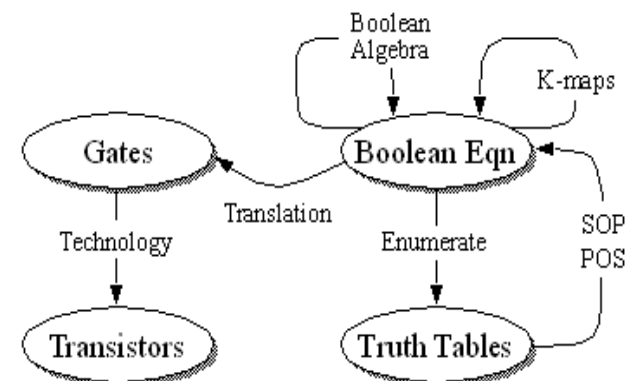 Boolean
Algebra
K-maps
Gates
Boolean Eqn
Translation
Technology
Enumerate
SOP
POS
Transistors
Truth Tables